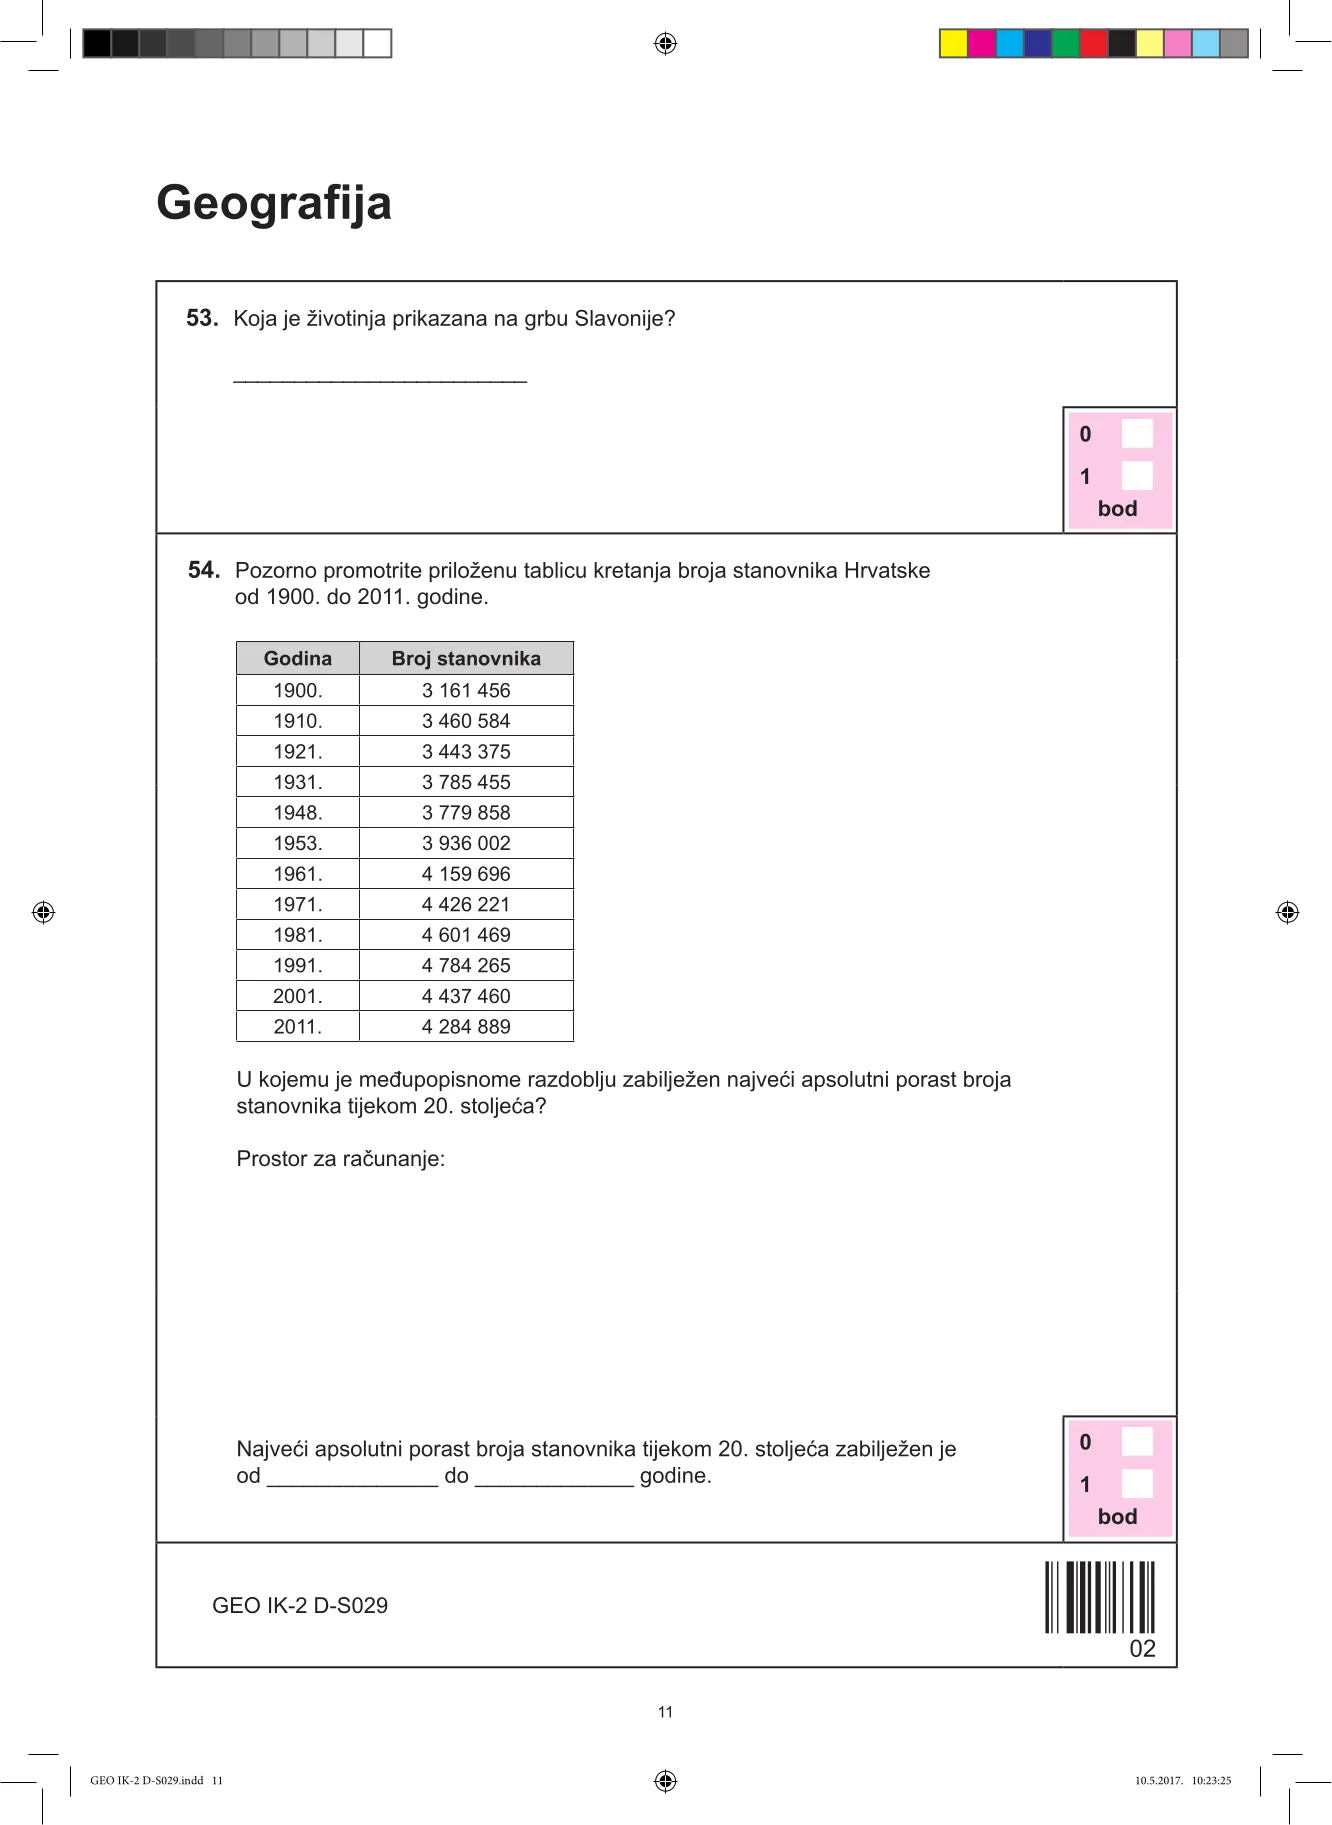 Geografija
53. Koja je životinja prikazana na grbu Slavonije?
________________________
0
1
bod
54. Pozorno promotrite priloženu tablicu kretanja broja stanovnika Hrvatske
od 1900. do 2011. godine.
Godina Broj stanovnika
1900. 3 161 456
1910. 3 460 584
1921. 3 443 375
1931. 3 785 455
1948. 3 779 858
1953. 3 936 002
1961. 4 159 696
1971. 4 426 221
1981. 4 601 469
1991. 4 784 265
2001. 4 437 460
2011. 4 284 889
U kojemu je međupopisnome razdoblju zabilježen najveći apsolutni porast broja
stanovnika tijekom 20. stoljeća?
Prostor za računanje:
Najveći apsolutni porast broja stanovnika tijekom 20. stoljeća zabilježen je
od ______________ do _____________ godine.
0
1
bod
GEO IK-2 D-S029
02
11
GEO IK-2 D-S029.indd 11
10.5.2017. 10:23:25